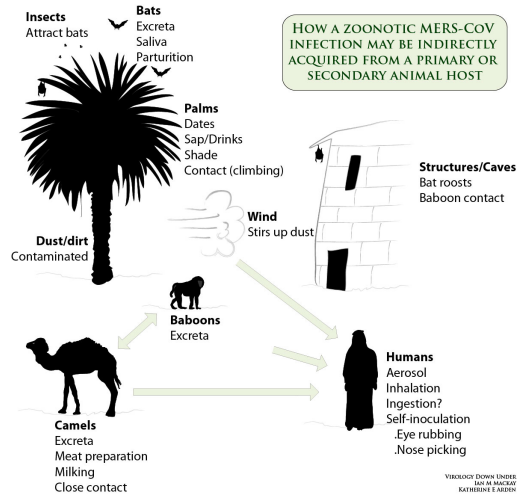 Insects
Attract bats
Bats
Excreta
Saliva
Parturition
How a zoonotic MERS-CoV
infection may be indirectly
acquired from a primary or
secondary animal host
Palms
Dates
Sap/Drinks
Shade
Contact (climbing)
Structures/Caves
Bat roosts
Baboon contact
Wind
Stirs up dust
Dust/dirt
Contaminated
Baboons
Excreta
Humans
Aerosol
Inhalation
Ingestion?
Self-inoculation
.Eye rubbing
.Nose picking
Camels
Excreta
Meat preparation
Milking
Close contact
Virology Down Under
Ian M Mackay
Katherine E Arden